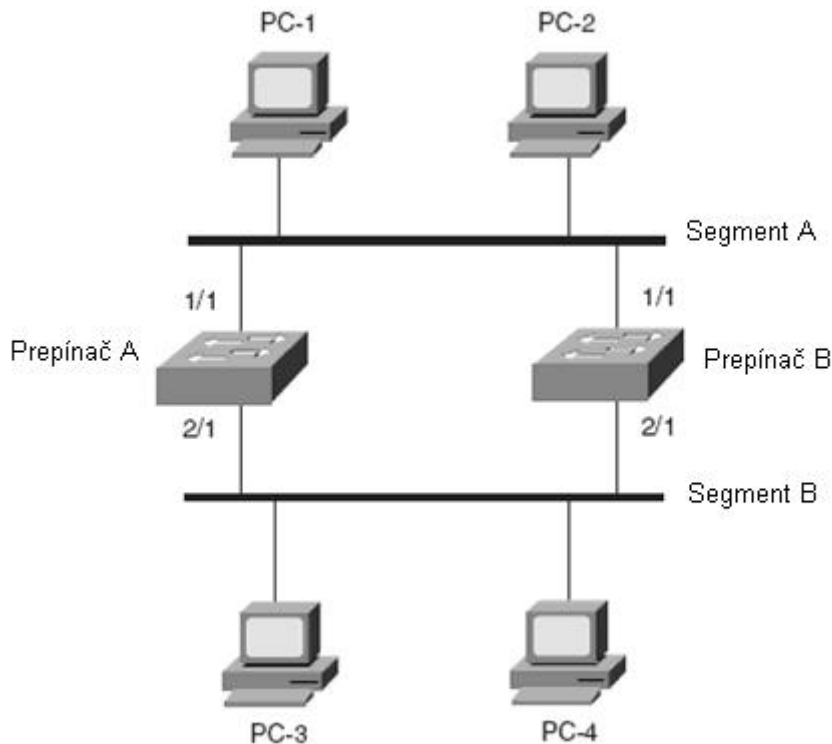 PC-1
PC-2
Segment A
1/1
1/1
Prepínač A
Prepínač B
2/1
2/1
Segment B
PC-3
PC-4